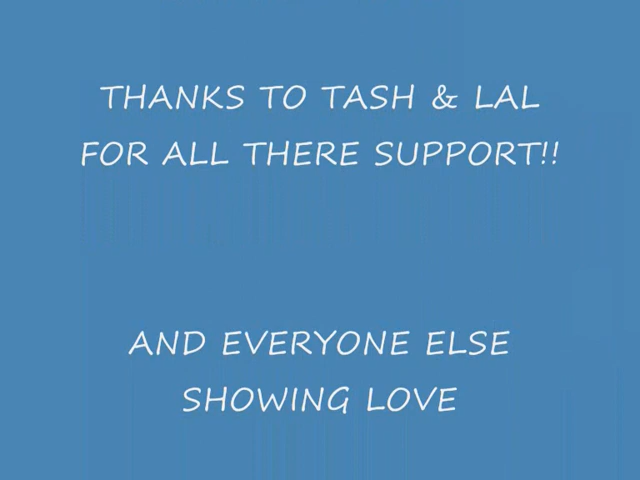 THANKS TO TASH & LAL
FOR ALL THERE SUPPORT!!
AND EVERYONE ELSE
SHOWING LOVE